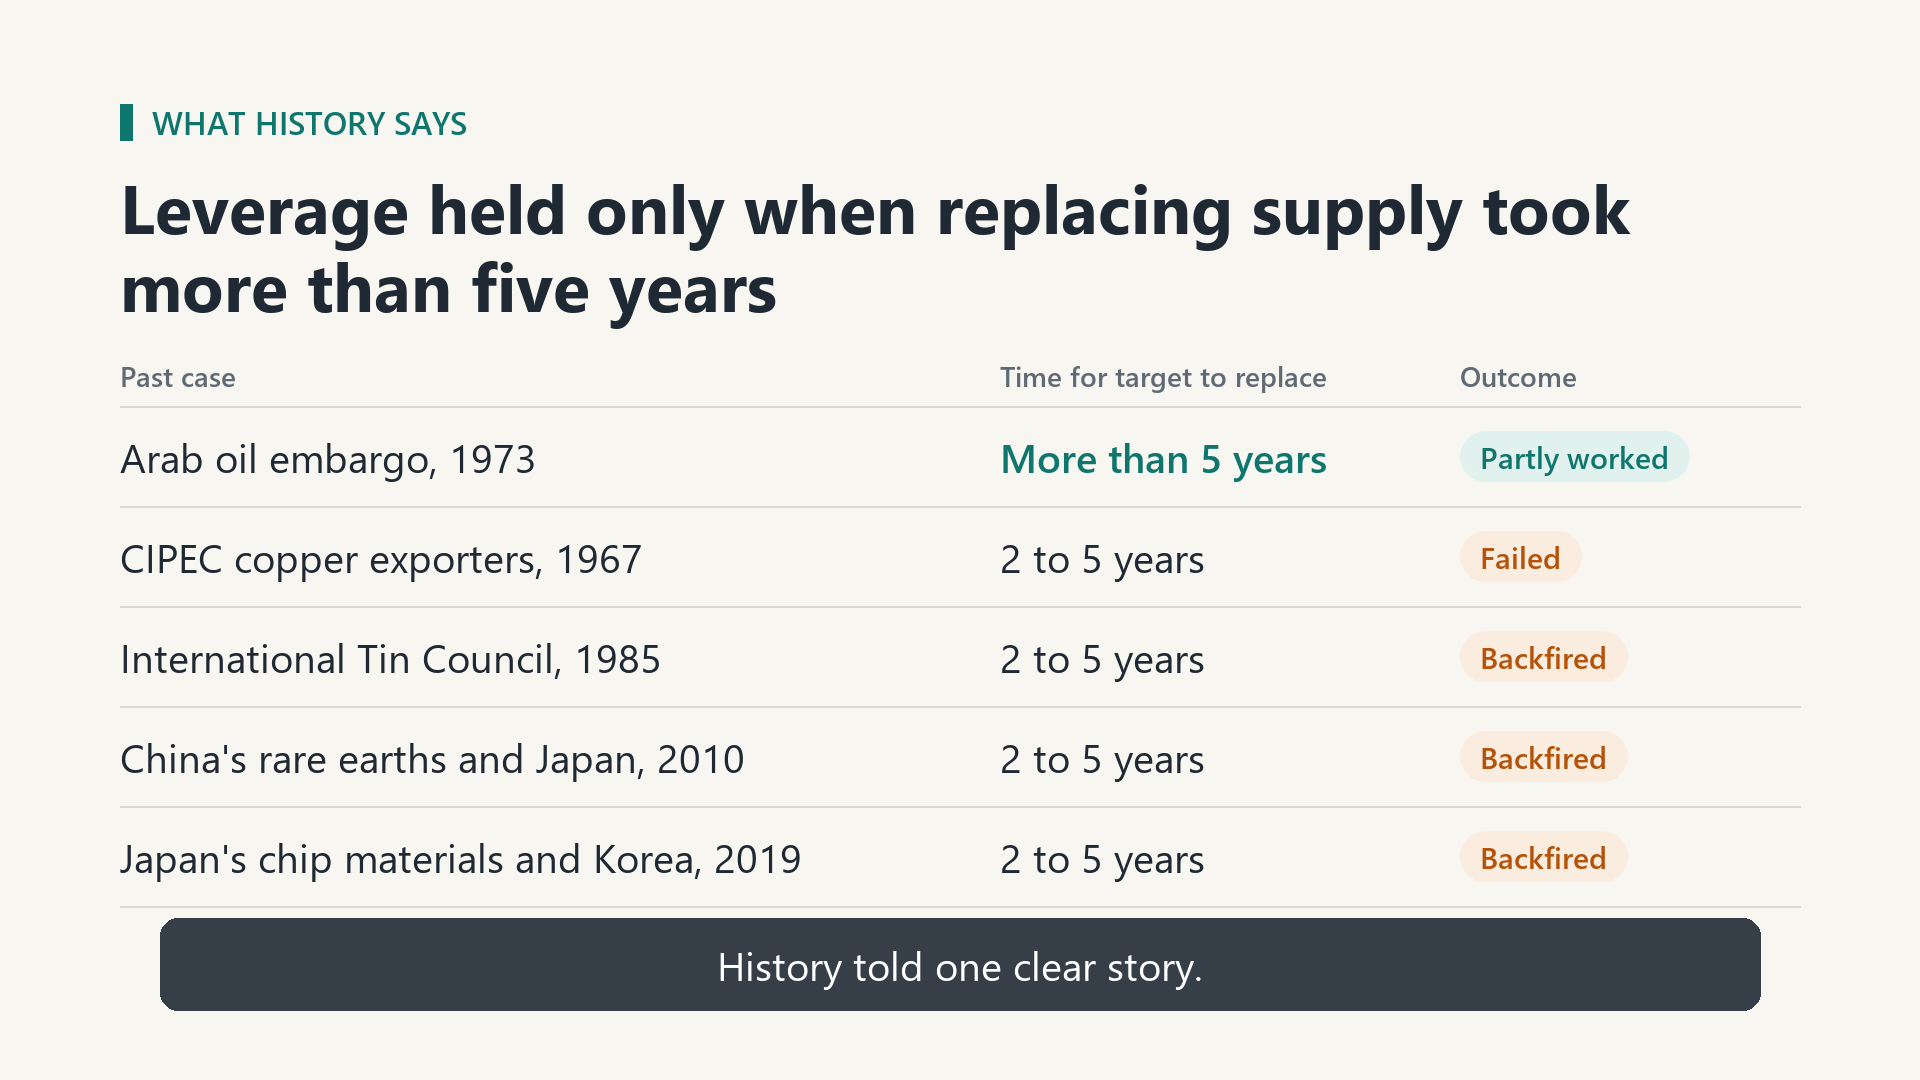 WHAT HISTORY SAYS
Leverage held only when replacing supply took
more than five years
Past case Time for target to replace Outcome
Arab oil embargo, 1973 More than 5 years Partly worked
CIPEC copper exporters, 1967 2 to 5 years Failed
International Tin Council, 1985 2 to 5 years Backfired
China's rare earths and Japan, 2010 2 to 5 years Backfired
Japan's chip materials and Korea, 2019 2 to 5 years Backfired
History told one clear story.